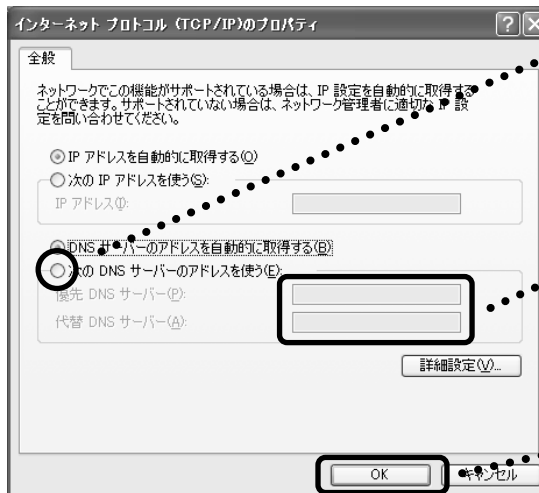 インターネット プロトコル (TCP/IP)のプロパティ
全般
ネットワークでこの機能がサポートされている場合は、IP 設定を自動的に取得する
ことができます。サポートされていない場合は、ネットワーク管理者に適切な IP 設
定を問い合わせてください。
IP アドレスを自動的に取得する(O)
次の IP アドレスを使う(S):
IP アドレス(I):
DNS サーバーのアドレスを自動的に取得する(B)
次の DNS サーバーのアドレスを使う(E):
優先 DNS サーバー(P):
代替 DNS サーバー(A):
詳細設定(V)...
OK
キャンセル